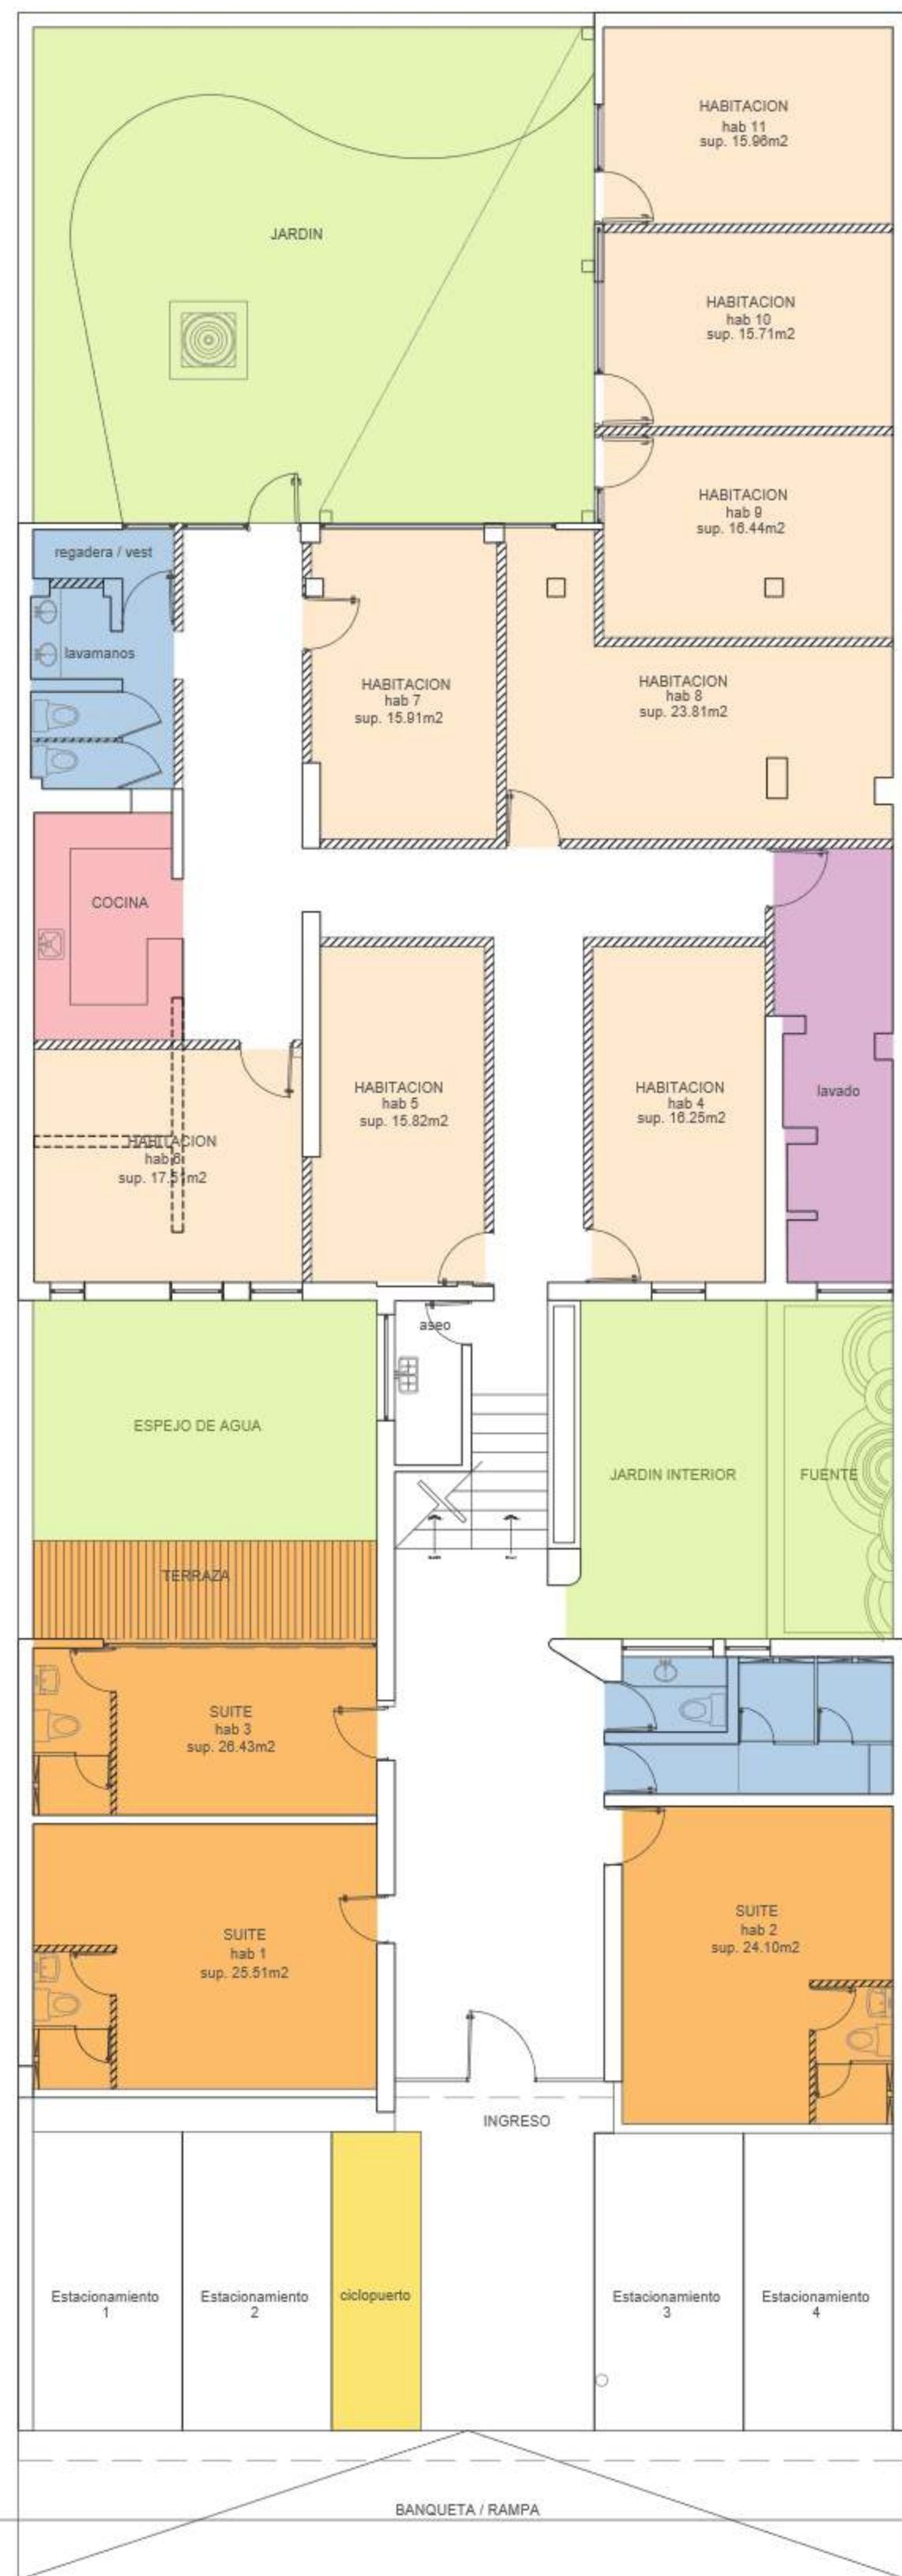 HABITACION
hab 11
sup. 15.96m2
JARDIN
HABITACION
hab 10
sup. 15.71m2
HABITACION
hab 9
sup. 16.44m2
regadera / vest
lavamanos
HABITACION
hab 7
sup. 15.91m2
HABITACION
hab 8
sup. 23.81m2
COCINA
HABITACION
hab 5
sup. 15.82m2
HABITACION
hab 4
sup. 16.25m2
lavado
HABITACION
hab 6
sup. 17.51m2
aseo
ESPEJO DE AGUA
JARDIN INTERIOR
FUENTE
TERRAZA
SUITE
hab 3
sup. 26.43m2
SUITE
hab 2
sup. 24.10m2
SUITE
hab 1
sup. 25.51m2
INGRESO
Estacionamiento
1
Estacionamiento
2
ciclopuerto
Estacionamiento
3
Estacionamiento
4
BANQUETA / RAMPA